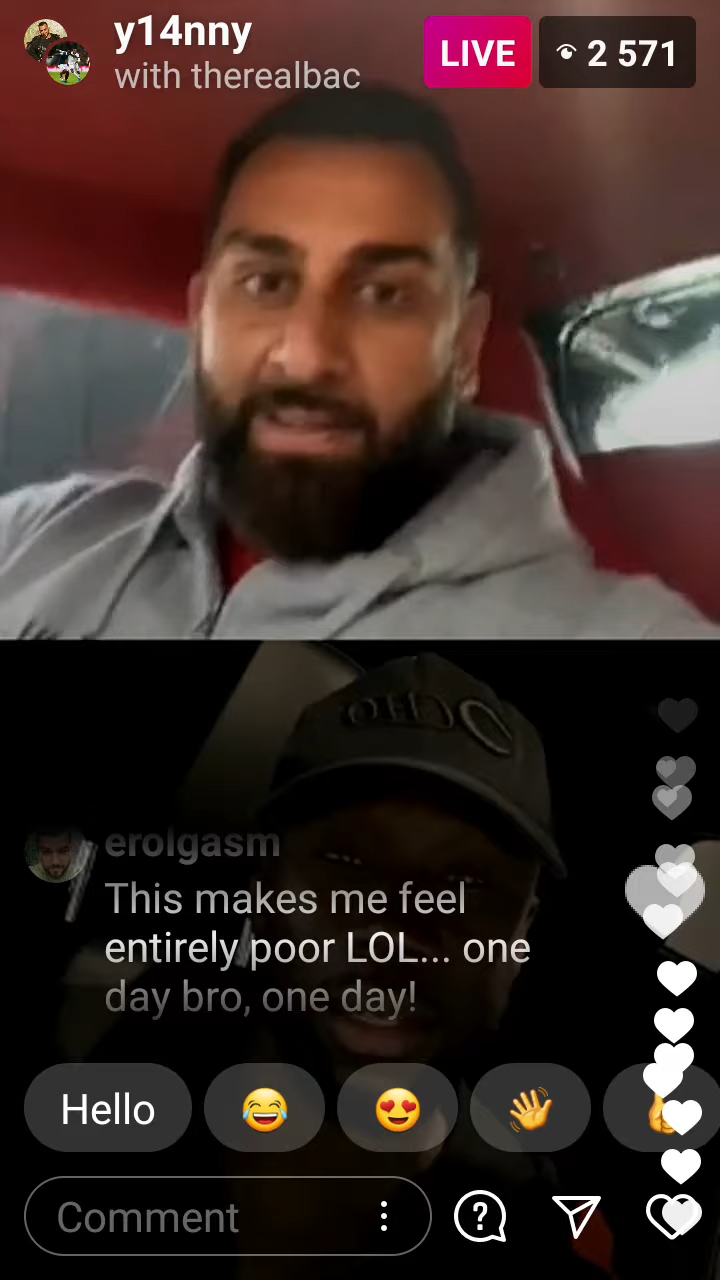 y14nny
with therealbac
LIVE
2 571
erolgasm
This makes me feel
entirely poor LOL... one
day bro, one day!
Hello
Comment